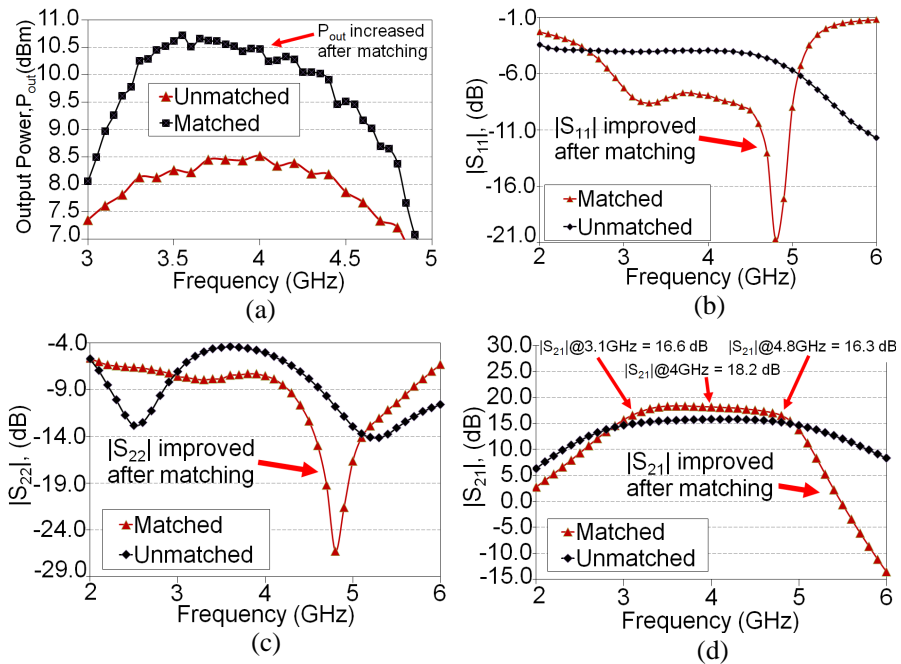 Output Power,Pout(dBm)
11.0
10.5
10.0
9.5
9.0
8.5
8.0
7.5
7.0
Pout increased
after matching
Unmatched
Matched
3
3.5
4
4.5
5
Frequency (GHz)
(a)
|S11|, (dB)
-1.0
-6.0
-11.0
-16.0
-21.0
|S11| improved
after matching
Matched
Unmatched
2
3
4
5
6
Frequency (GHz)
(b)
|S22|, (dB)
-4.0
-9.0
-14.0
-19.0
-24.0
-29.0
|S22| improved
after matching
Matched
Unmatched
2
3
4
5
6
Frequency (GHz)
(c)
|S21|, (dB)
30.0
25.0
20.0
15.0
10.0
5.0
0.0
-5.0
-10.0
-15.0
|S21|@3.1GHz = 16.6 dB
|S21|@4.8GHz = 16.3 dB
|S21|@4GHz = 18.2 dB
|S21| improved
after matching
Matched
Unmatched
2
3
4
5
6
Frequency (GHz)
(d)